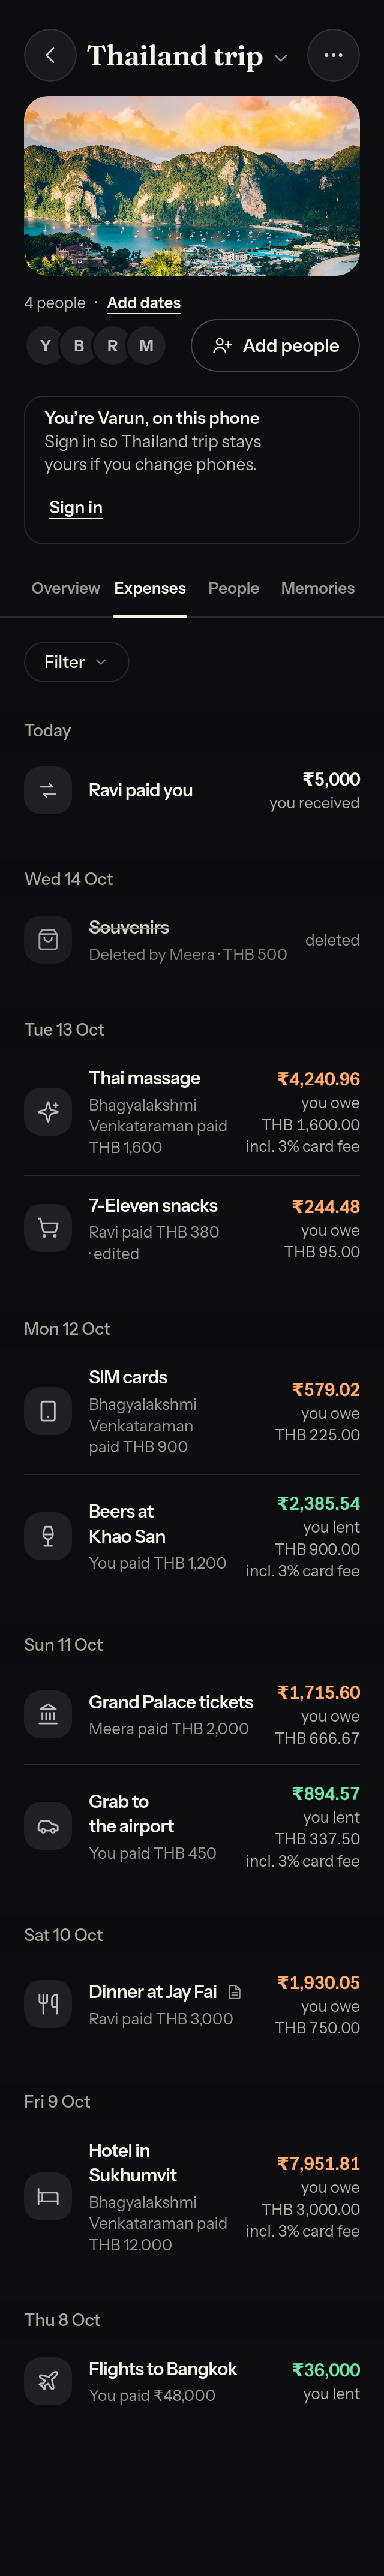 Thailand trip
4 people · Add dates
Y B R M
Add people
You’re Varun, on this phone
Sign in so Thailand trip stays
yours if you change phones.
Sign in
Overview Expenses People Memories
Filter
Today
Ravi paid you
₹5,000
you received
Wed 14 Oct
Souvenirs
Deleted by Meera · THB 500
deleted
Tue 13 Oct
Thai massage
Bhagyalakshmi
Venkataraman paid
THB 1,600
₹4,240.96
you owe
THB 1,600.00
incl. 3% card fee
7-Eleven snacks
Ravi paid THB 380
· edited
₹244.48
you owe
THB 95.00
Mon 12 Oct
SIM cards
Bhagyalakshmi
Venkataraman
paid THB 900
₹579.02
you owe
THB 225.00
Beers at
Khao San
You paid THB 1,200
₹2,385.54
you lent
THB 900.00
incl. 3% card fee
Sun 11 Oct
Grand Palace tickets
Meera paid THB 2,000
₹1,715.60
you owe
THB 666.67
Grab to
the airport
You paid THB 450
₹894.57
you lent
THB 337.50
incl. 3% card fee
Sat 10 Oct
Dinner at Jay Fai
Ravi paid THB 3,000
₹1,930.05
you owe
THB 750.00
Fri 9 Oct
Hotel in
Sukhumvit
Bhagyalakshmi
Venkataraman paid
THB 12,000
₹7,951.81
you owe
THB 3,000.00
incl. 3% card fee
Thu 8 Oct
Flights to Bangkok
You paid ₹48,000
₹36,000
you lent